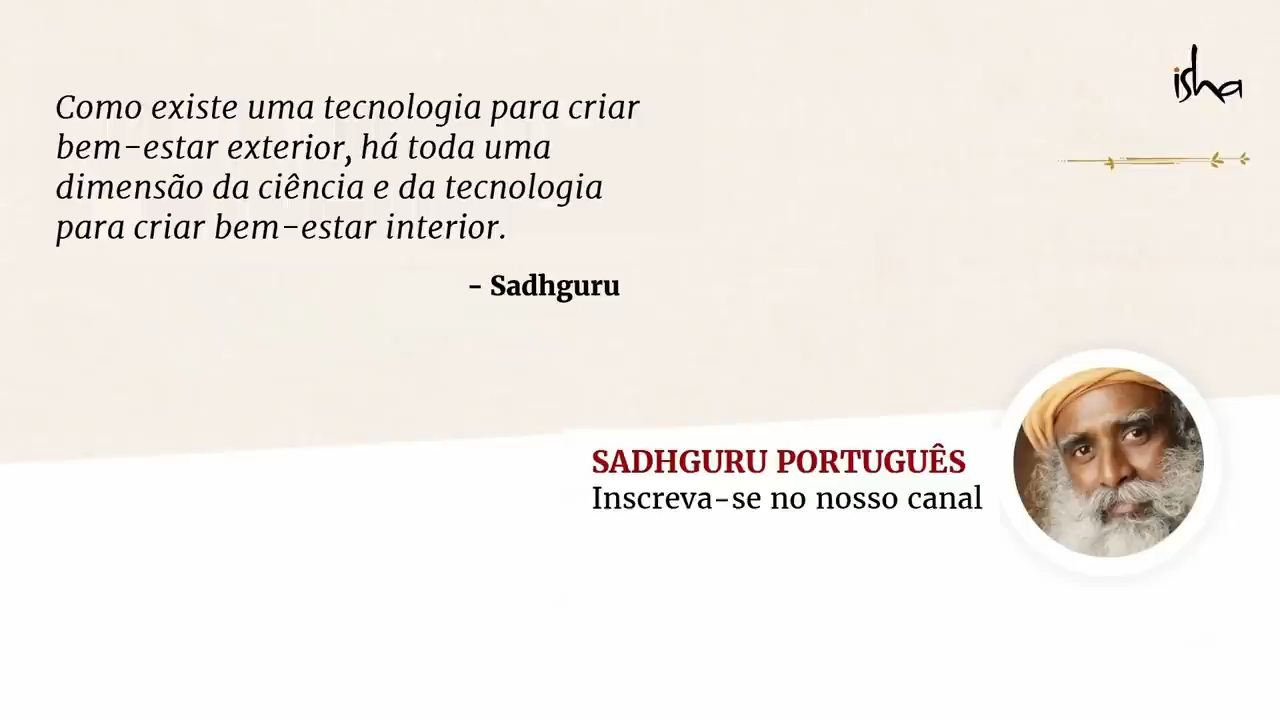 isha
Como existe uma tecnologia para criar
bem-estar exterior, há toda uma
dimensão da ciência e da tecnologia
para criar bem-estar interior.
- Sadhguru
SADHGURU PORTUGUÊS
Inscreva-se no nosso canal